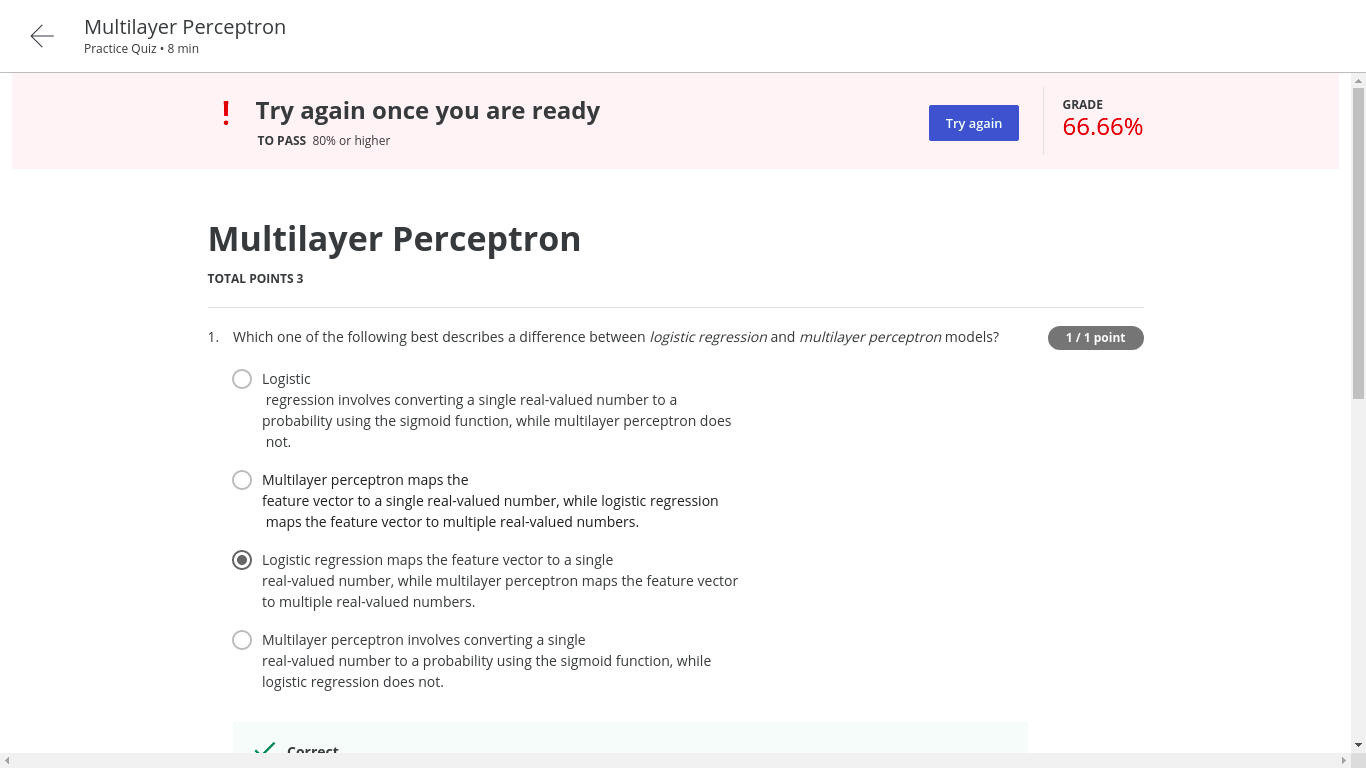 Multilayer Perceptron
Practice Quiz • 8 min
! Try again once you are ready
TO PASS 80% or higher
Try again
GRADE
66.66%
Multilayer Perceptron
TOTAL POINTS 3
1. Which one of the following best describes a difference between logistic regression and multilayer perceptron models?
1 / 1 point
Logistic
regression involves converting a single real-valued number to a
probability using the sigmoid function, while multilayer perceptron does
not.
Multilayer perceptron maps the
feature vector to a single real-valued number, while logistic regression
maps the feature vector to multiple real-valued numbers.
Logistic regression maps the feature vector to a single
real-valued number, while multilayer perceptron maps the feature vector
to multiple real-valued numbers.
Multilayer perceptron involves converting a single
real-valued number to a probability using the sigmoid function, while
logistic regression does not.
Correct